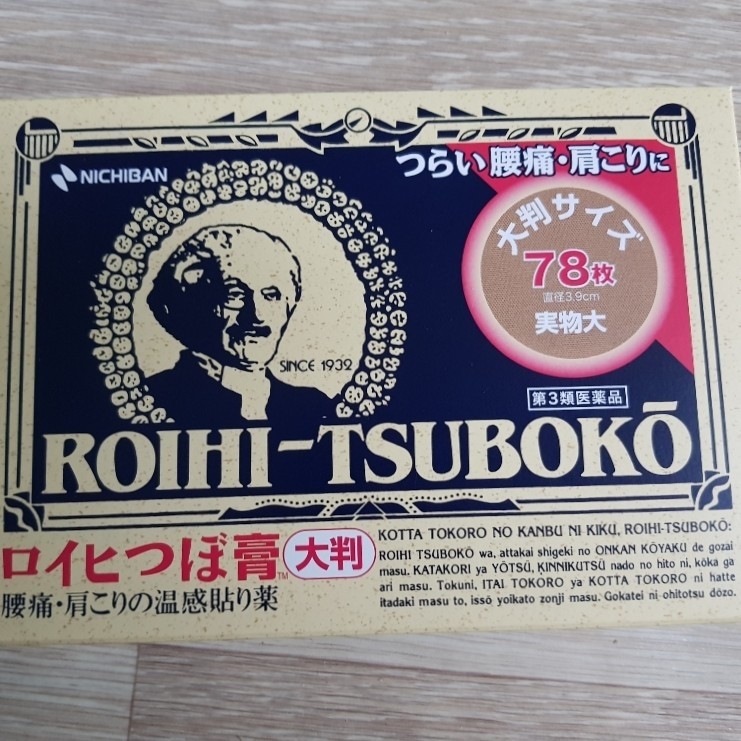 NICHIBAN
つらい腰痛・肩こりに
大判サイズ
78枚
直径3.9cm
実物大
SINCE 1932
第3類医薬品
ROIHI-TSUBOKŌ
ロイヒつぼ膏™ 大判
腰痛・肩こりの温感貼り薬
KOTTA TOKORO NO KANBU NI KIKU, ROIHI-TSUBOKŌ:
ROIHI TSUBOKŌ wa, attakai shigeki no ONKAN KŌYAKU de gozai
masu. KATAKORI ya YŌTSŪ, KINNIKUTSŪ nado no hito ni, kōka ga
ari masu. Tokuni, ITAI TOKORO ya KOTTA TOKORO ni hatte
itadaki masu to, issō yoikato zonji masu. Gokatei ni ohitotsu dōzo.